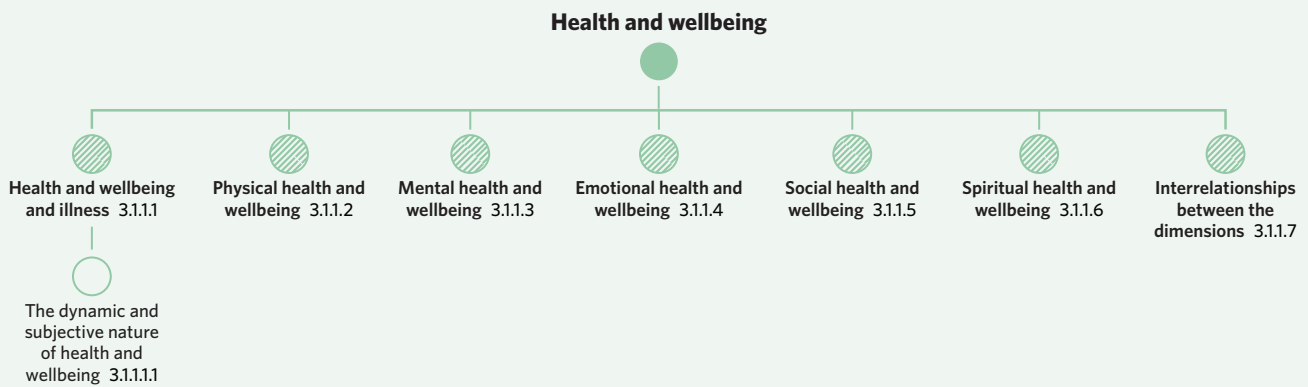 Health and wellbeing
Health and wellbeing
and illness 3.1.1.1
Physical health and
wellbeing 3.1.1.2
Mental health and
wellbeing 3.1.1.3
Emotional health and
wellbeing 3.1.1.4
Social health and
wellbeing 3.1.1.5
Spiritual health and
wellbeing 3.1.1.6
Interrelationships
between the
dimensions 3.1.1.7
The dynamic and
subjective nature
of health and
wellbeing 3.1.1.1.1